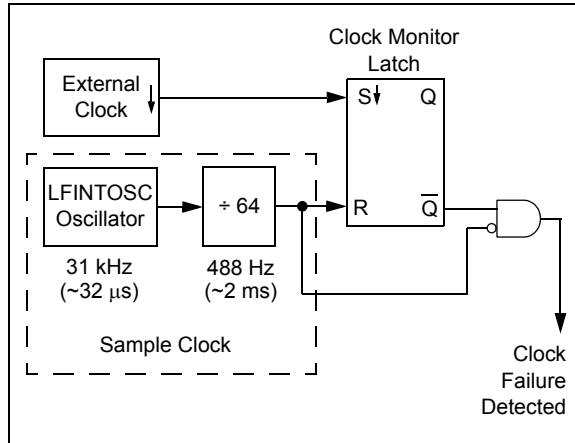 Clock Monitor
Latch
External
Clock
S
Q
LFINTOSC
Oscillator
÷ 64
R
Q̅
31 kHz
(~32 μs)
488 Hz
(~2 ms)
Sample Clock
Clock
Failure
Detected